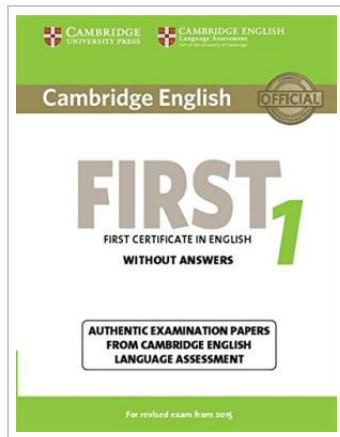 CAMBRIDGE UNIVERSITY PRESS
CAMBRIDGE ENGLISH
Language Assessment
Part of the University of Cambridge
Cambridge English
OFFICIAL
FIRST 1
FIRST CERTIFICATE IN ENGLISH
WITHOUT ANSWERS
AUTHENTIC EXAMINATION PAPERS
FROM CAMBRIDGE ENGLISH
LANGUAGE ASSESSMENT
For revised exam from 2015